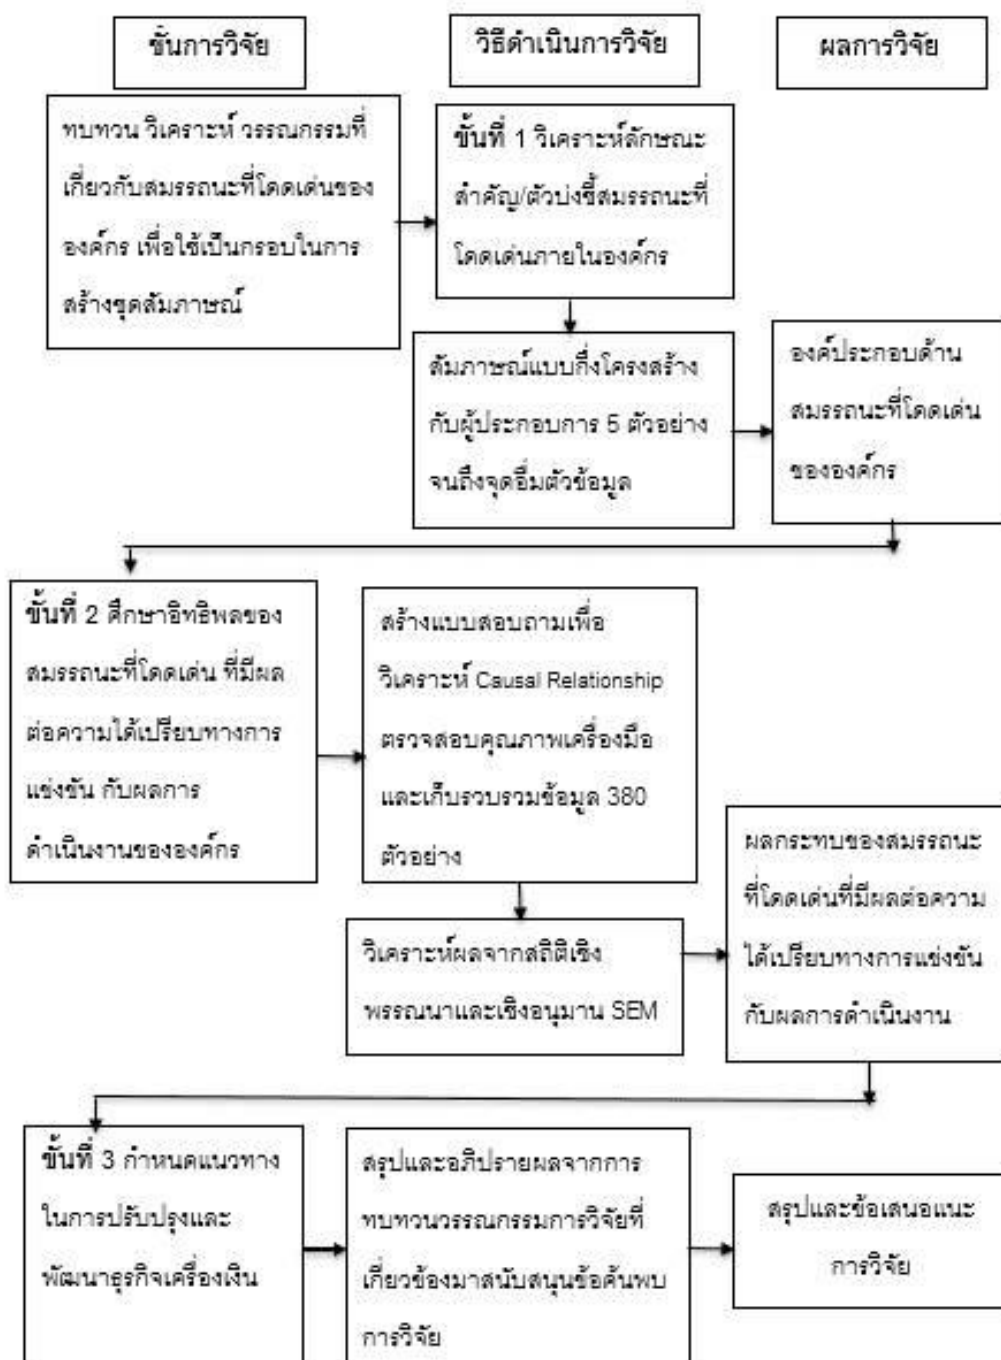 ขั้นการวิจัย
วิธีดำเนินการวิจัย
ผลการวิจัย
ทบทวน วิเคราะห์ วรรณกรรมที่
เกี่ยวกับสมรรถนะที่โดดเด่นของ
องค์กร เพื่อใช้เป็นกรอบในการ
สร้างชุดสัมภาษณ์
ขั้นที่ 1 วิเคราะห์ลักษณะ
สำคัญ/ตัวบ่งชี้สมรรถนะที่
โดดเด่นภายในองค์กร
สัมภาษณ์แบบกึ่งโครงสร้าง
กับผู้ประกอบการ 5 ตัวอย่าง
จนถึงจุดอิ่มตัวข้อมูล
องค์ประกอบด้าน
สมรรถนะที่โดดเด่น
ขององค์กร
ขั้นที่ 2 ศึกษาอิทธิพลของ
สมรรถนะที่โดดเด่น ที่มีผล
ต่อความได้เปรียบทางการ
แข่งขัน กับผลการ
ดำเนินงานขององค์กร
สร้างแบบสอบถามเพื่อ
วิเคราะห์ Causal Relationship
ตรวจสอบคุณภาพเครื่องมือ
และเก็บรวบรวมข้อมูล 380
ตัวอย่าง
วิเคราะห์ผลจากสถิติเชิง
พรรณนาและเชิงอนุมาน SEM
ผลกระทบของสมรรถนะ
ที่โดดเด่นที่มีผลต่อความ
ได้เปรียบทางการแข่งขัน
กับผลการดำเนินงาน
ขั้นที่ 3 กำหนดแนวทาง
ในการปรับปรุงและ
พัฒนาธุรกิจเครื่องเงิน
สรุปและอภิปรายผลจากการ
ทบทวนวรรณกรรมการวิจัยที่
เกี่ยวข้องมาสนับสนุนข้อค้นพบ
การวิจัย
สรุปและข้อเสนอแนะ
การวิจัย